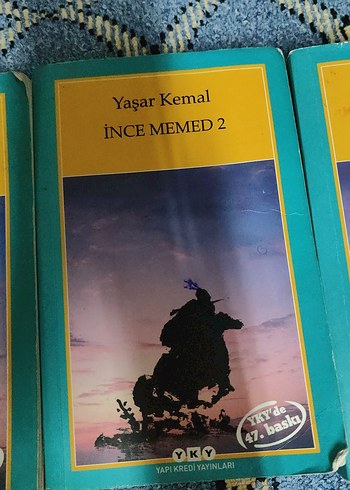 Yaşar Kemal
İNCE MEMED 2
YKY'de
47. baskı
YKY
YAPI KREDİ YAYINLARI